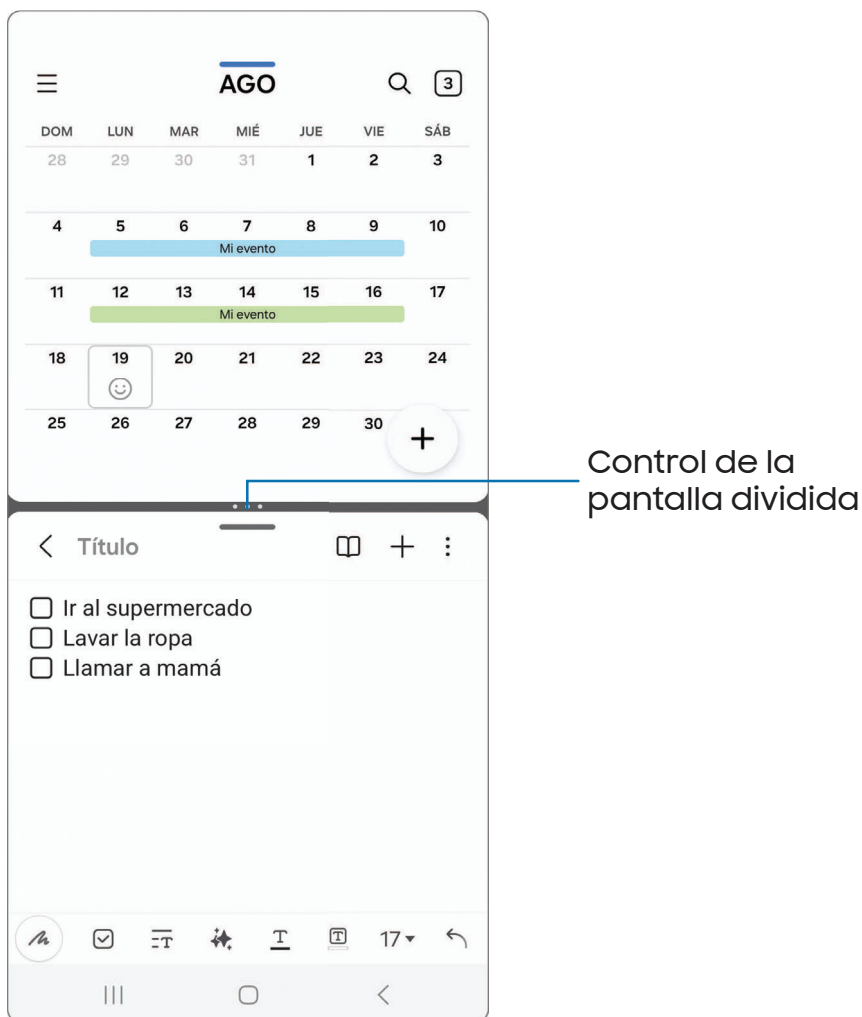 AGO
3
DOM LUN MAR MIÉ JUE VIE SÁB
28 29 30 31 1 2 3
4 5 6 7 8 9 10
Mi evento
11 12 13 14 15 16 17
Mi evento
18 19 20 21 22 23 24
25 26 27 28 29 30
Control de la
pantalla dividida
Título
Ir al supermercado
Lavar la ropa
Llamar a mamá
T T T 17